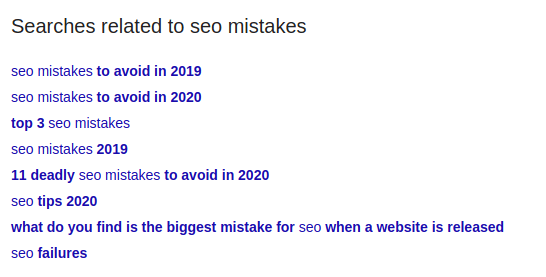 Searches related to seo mistakes
seo mistakes to avoid in 2019
seo mistakes to avoid in 2020
top 3 seo mistakes
seo mistakes 2019
11 deadly seo mistakes to avoid in 2020
seo tips 2020
what do you find is the biggest mistake for seo when a website is released
seo failures